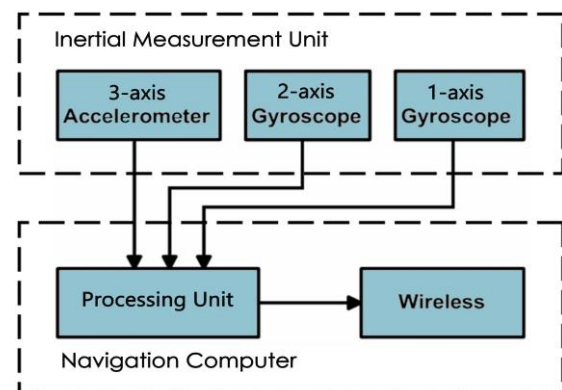 Inertial Measurement Unit
3-axis
Accelerometer
2-axis
Gyroscope
1-axis
Gyroscope
Processing Unit
Wireless
Navigation Computer